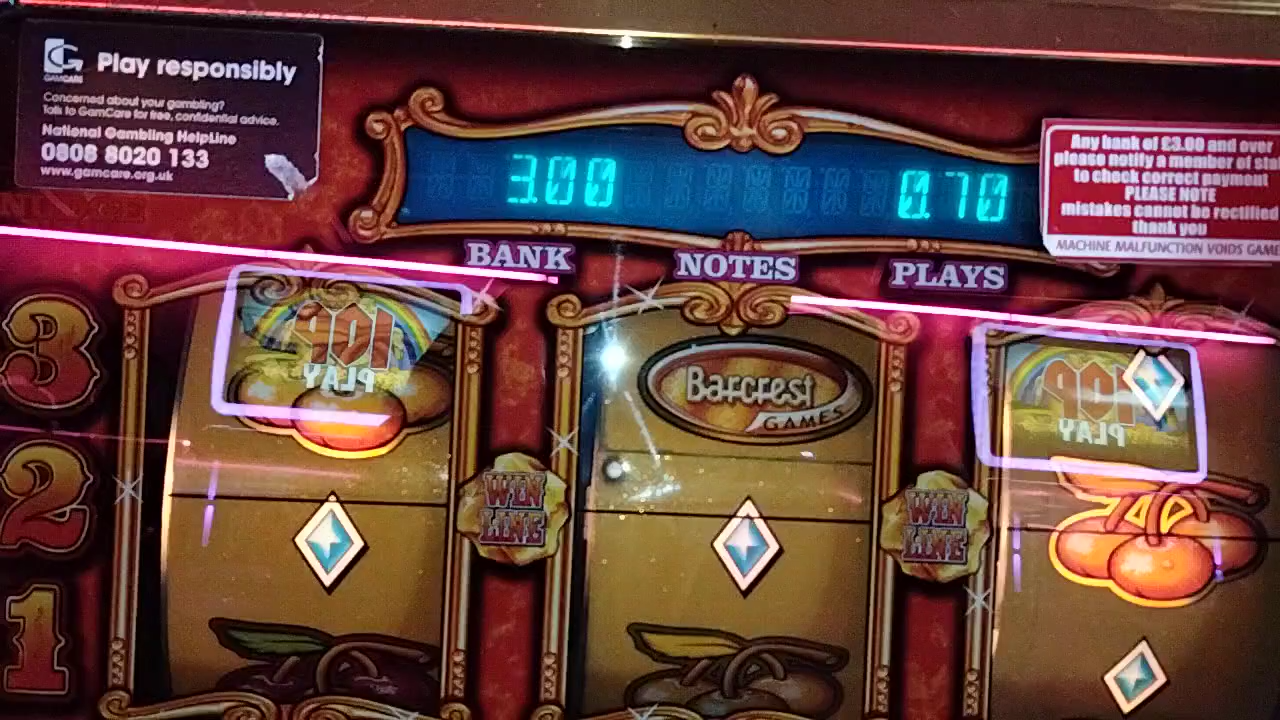 GAMCARE
Play responsibly
Concerned about your gambling?
Talk to GamCare for free, confidential advice.
National Gambling HelpLine
0808 8020 133
www.gamcare.org.uk
3.00
0.70
BANK
NOTES
PLAYS
Any bank of £3.00 and over
please notify a member of
to check correct payment
PLEASE NOTE
mistakes cannot be rectified
thank you
MACHINE MALFUNCTION VOIDS
3
2
1
10P
PLAY
Barcrest
GAMES
10P
PLAY
WIN
LINE
WIN
LINE